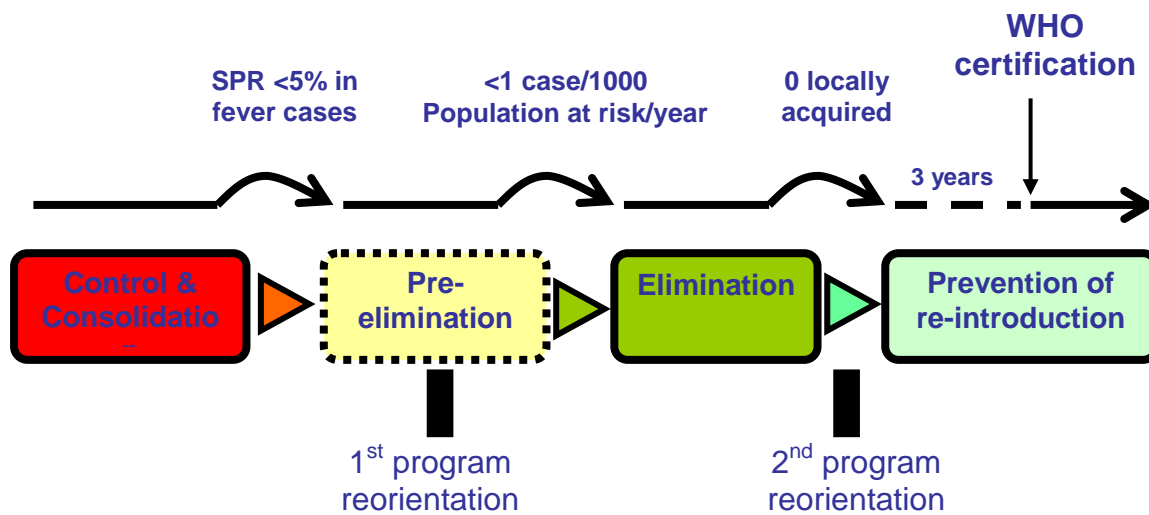 WHO
certification
SPR <5% in
fever cases
<1 case/1000
Population at risk/year
0 locally
acquired
3 years
Control &
Consolidatio
Pre-
elimination
Elimination
Prevention of
re-introduction
1st program
reorientation
2nd program
reorientation